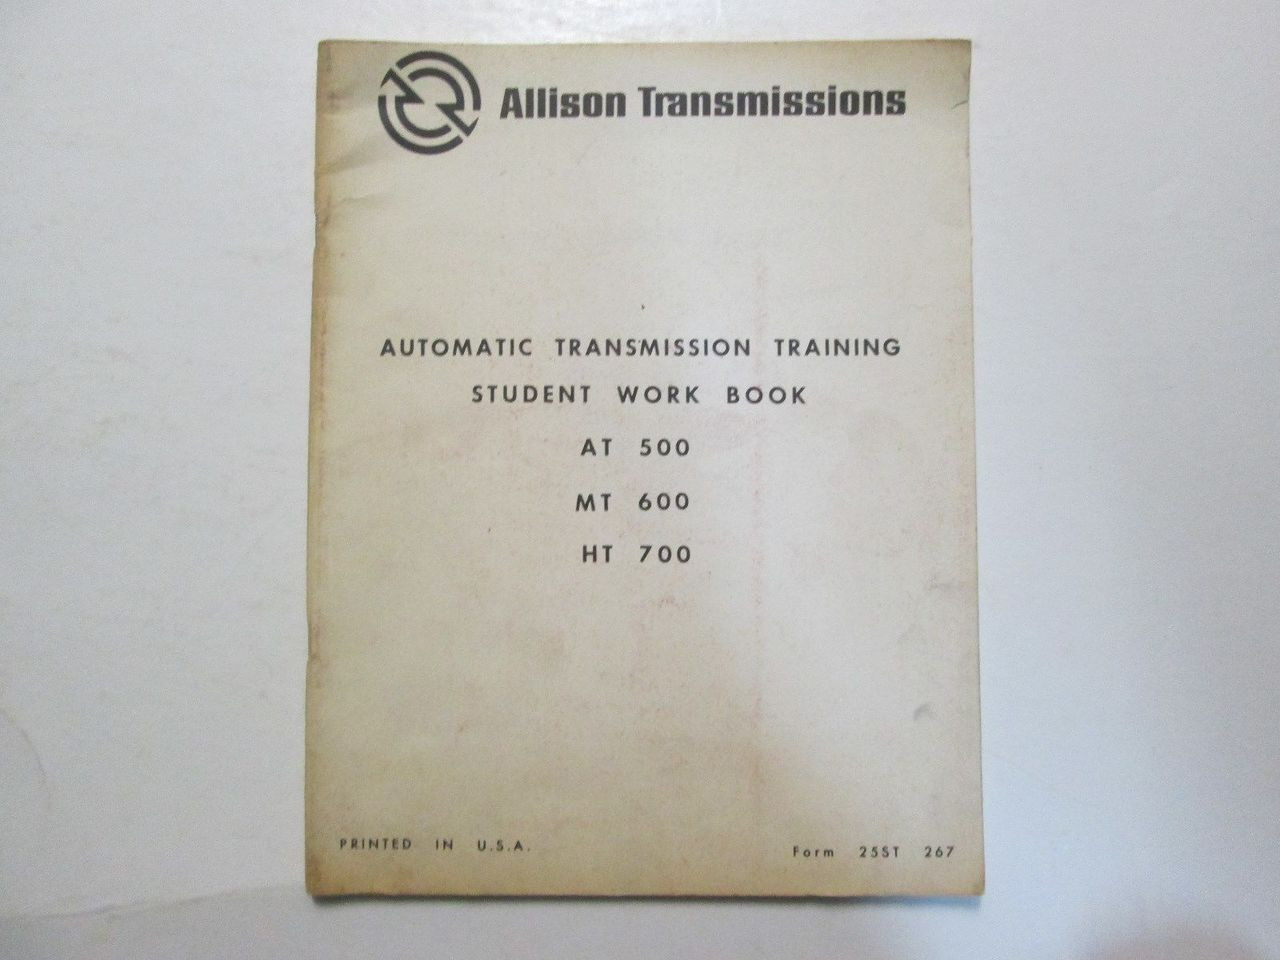 Allison Transmissions
AUTOMATIC TRANSMISSION TRAINING
STUDENT WORK BOOK
AT 500
MT 600
HT 700
PRINTED IN U.S.A.
Form 25ST 267